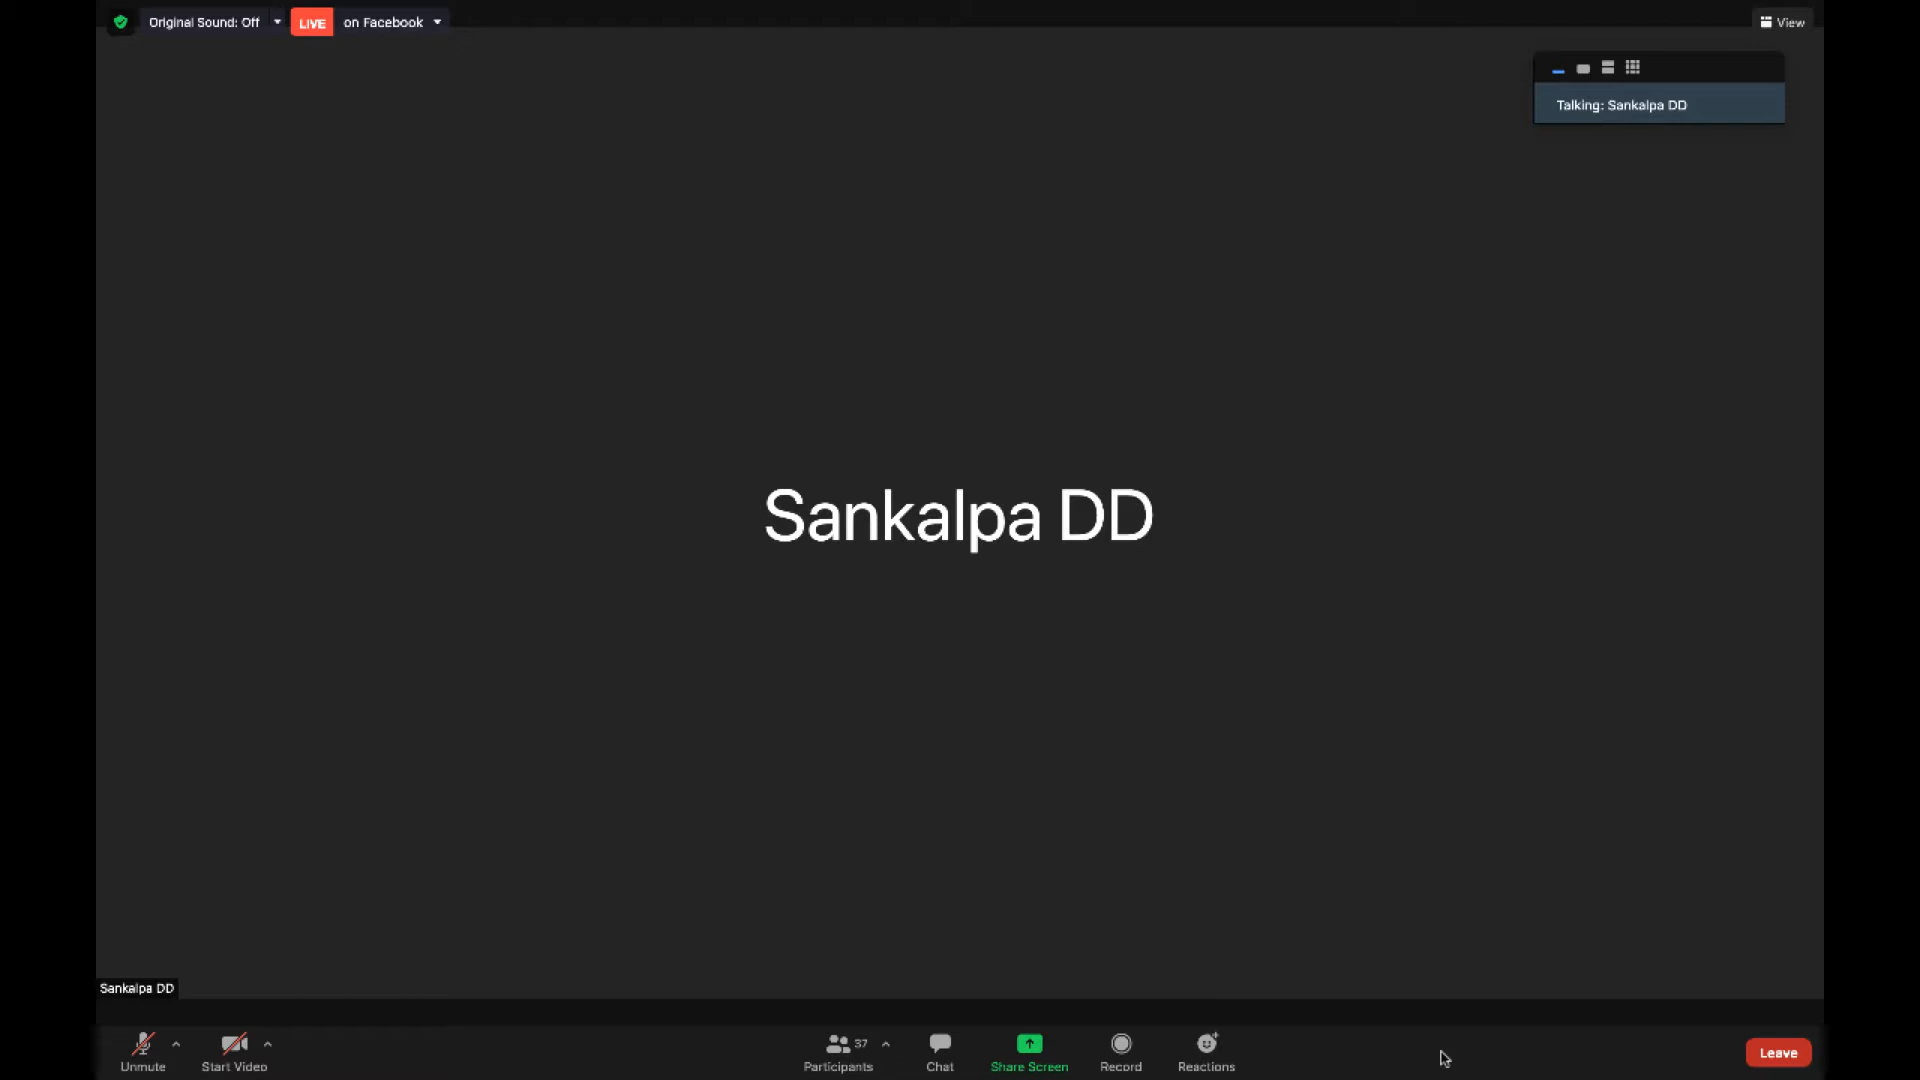 Original Sound: Off
LIVE on Facebook
View
Talking: Sankalpa DD
Sankalpa DD
Sankalpa DD
Unmute
Start Video
37
Participants
Chat
Share Screen
Record
Reactions
Leave